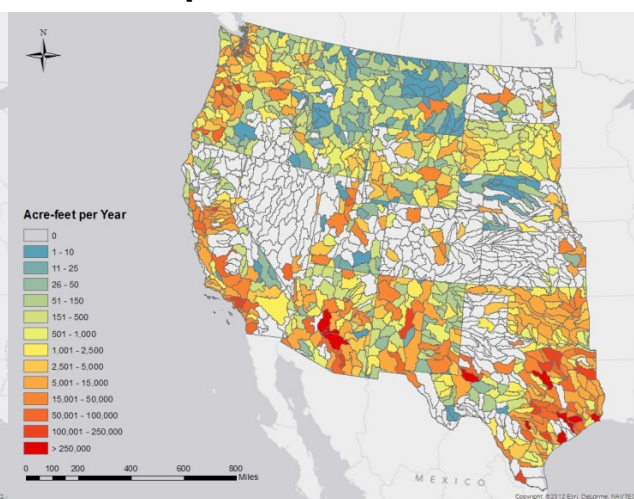 N
Acre-feet per Year
0
1 - 10
11 - 25
26 - 50
51 - 150
151 - 500
501 - 1,000
1,001 - 2,500
2,501 - 5,000
5,001 - 15,000
15,001 - 50,000
50,001 - 100,000
100,001 - 250,000
> 250,000
0 100 200 400 600 800
Miles
MEXICO
Copyright: ©2012 Esri, DeLorme, NAVTEQ